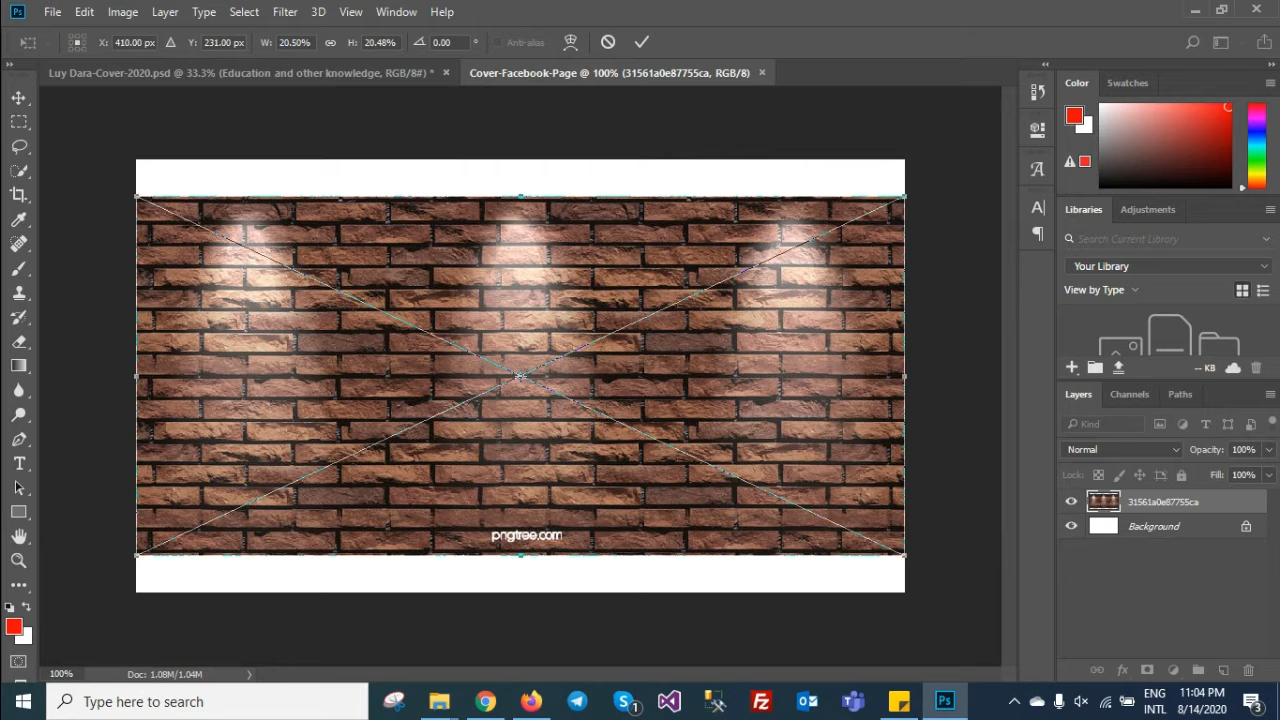 Ps File Edit Image Layer Type Select Filter 3D View Window Help
X: 410.00 px Y: 231.00 px W: 20.50% H: 20.48% 0.00 ° Anti-alias
Luy Dara-Cover-2020.psd @ 33.3% (Education and other knowledge, RGB/8#) * × Cover-Facebook-Page @ 100% (31561a0e87755ca, RGB/8) ×
Color Swatches
Libraries Adjustments
Search Current Library
Your Library
View by Type
-- KB
Layers Channels Paths
Kind
Normal Opacity: 100%
Lock: Fill: 100%
31561a0e87755ca
Background
pngtree.com
100% Doc: 1.08M/1.04M
Type here to search
1
Ps
ENG
INTL
11:04 PM
8/14/2020
3